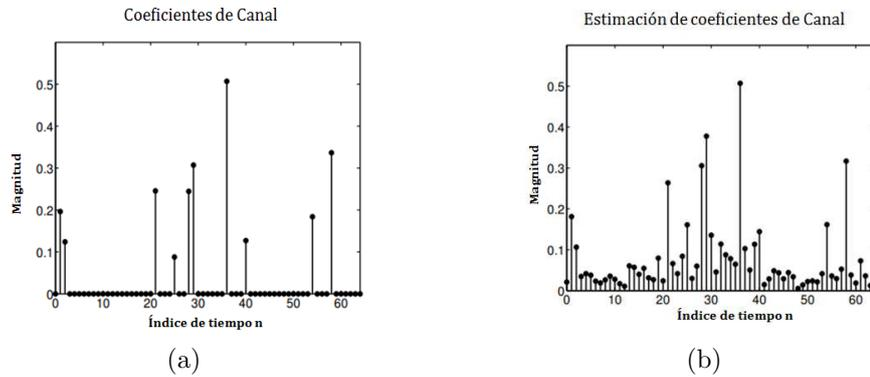 Coeficientes de Canal
0.5
0.4
0.3
0.2
0.1
0
Magnitud
0 10 20 30 40 50 60
Índice de tiempo n
(a)
Estimación de coeficientes de Canal
0.5
0.4
0.3
0.2
0.1
0
Magnitud
0 10 20 30 40 50 60
Índice de tiempo n
(b)